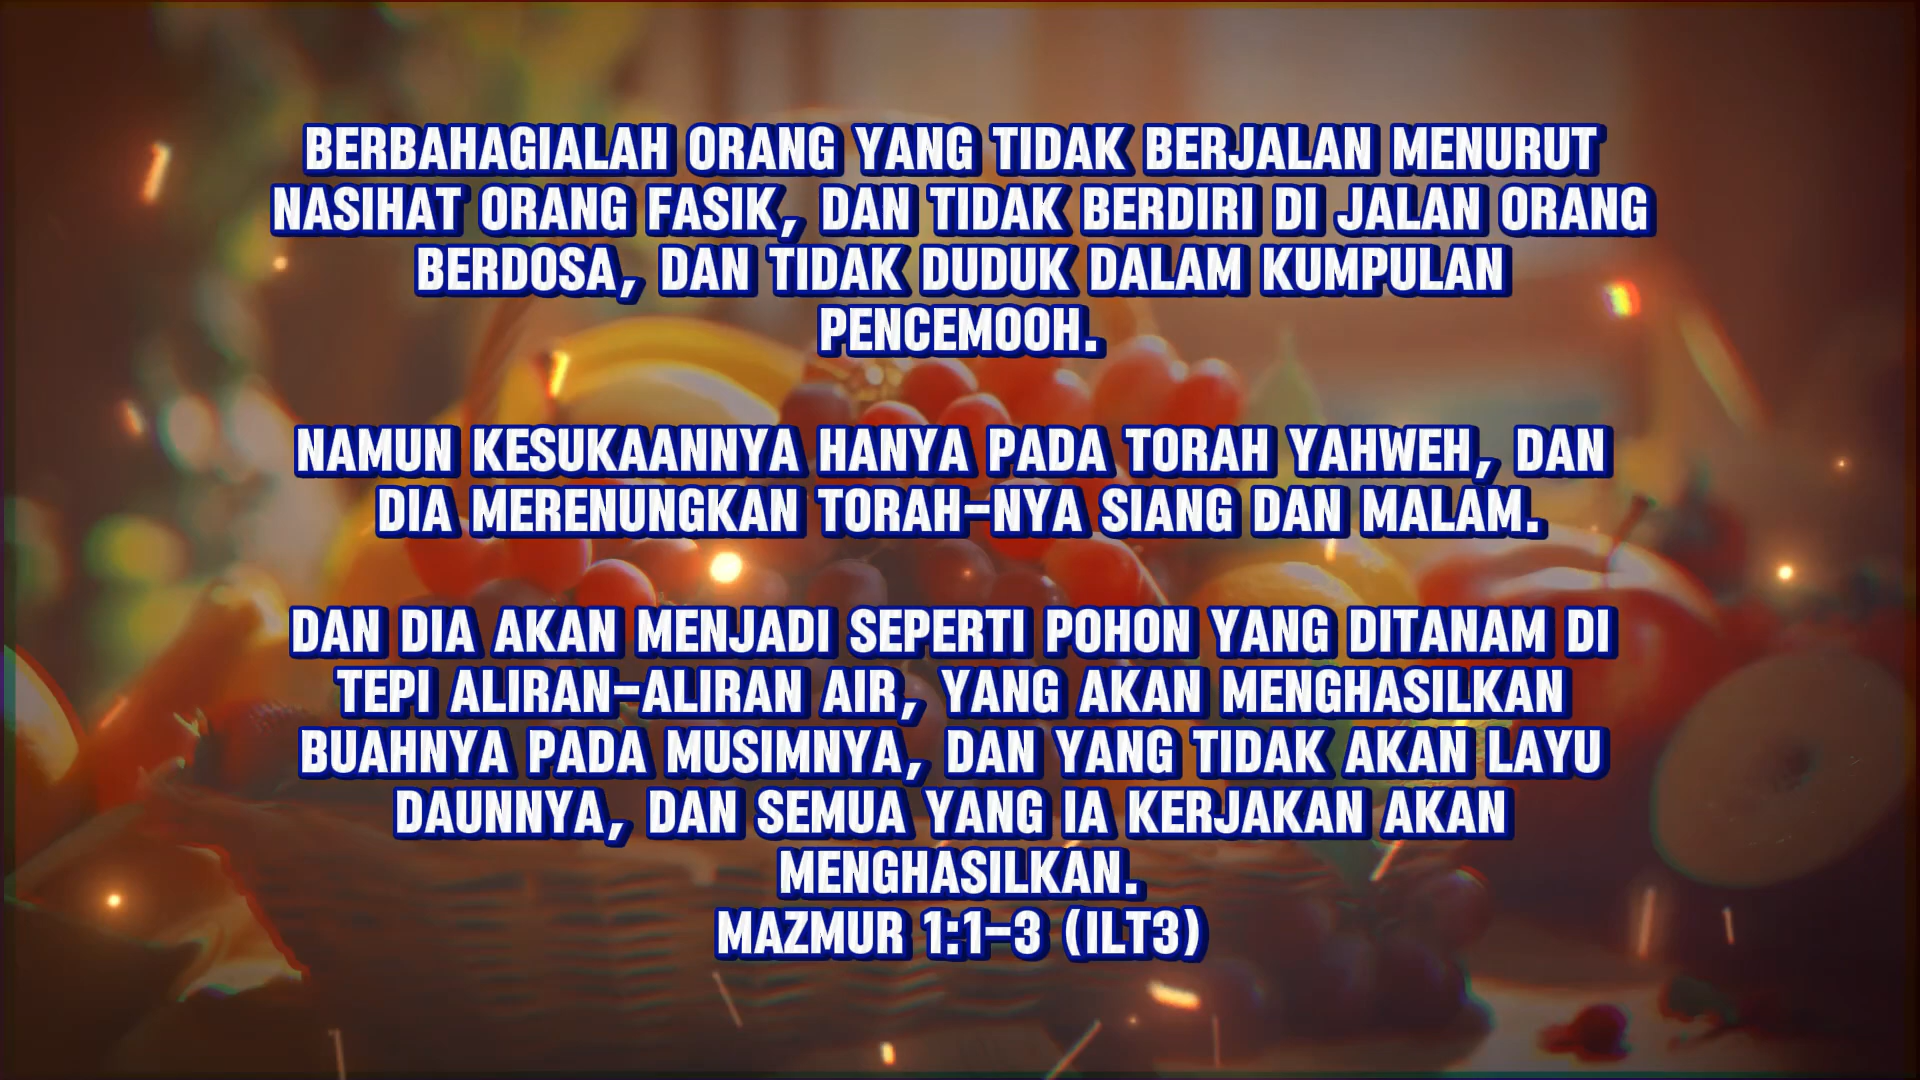 BERBAHAGIALAH ORANG YANG TIDAK BERJALAN MENURUT
NASIHAT ORANG FASIK, DAN TIDAK BERDIRI DI JALAN ORANG
BERDOSA, DAN TIDAK DUDUK DALAM KUMPULAN
PENCEMOOH.
NAMUN KESUKAANNYA HANYA PADA TORAH YAHWEH, DAN
DIA MERENUNGKAN TORAH-NYA SIANG DAN MALAM.
DAN DIA AKAN MENJADI SEPERTI POHON YANG DITANAM DI
TEPI ALIRAN-ALIRAN AIR, YANG AKAN MENGHASILKAN
BUAHNYA PADA MUSIMNYA, DAN YANG TIDAK AKAN LAYU
DAUNNYA, DAN SEMUA YANG IA KERJAKAN AKAN
MENGHASILKAN.
MAZMUR 1:1-3 (ILT3)